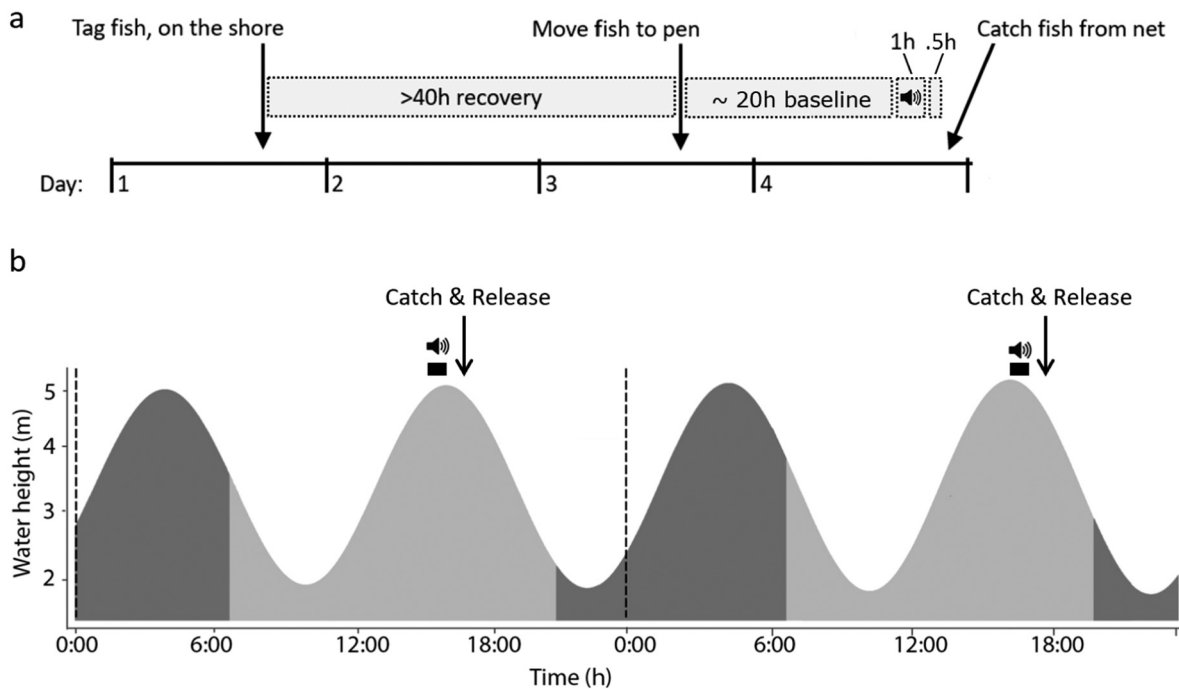 a
Tag fish, on the shore
Move fish to pen
Catch fish from net
1h .5h
>40h recovery
~ 20h baseline
Day: 1 2 3 4
b
Catch & Release
Catch & Release
Water height (m)
5
4
3
2
0:00 6:00 12:00 18:00 0:00 6:00 12:00 18:00
Time (h)